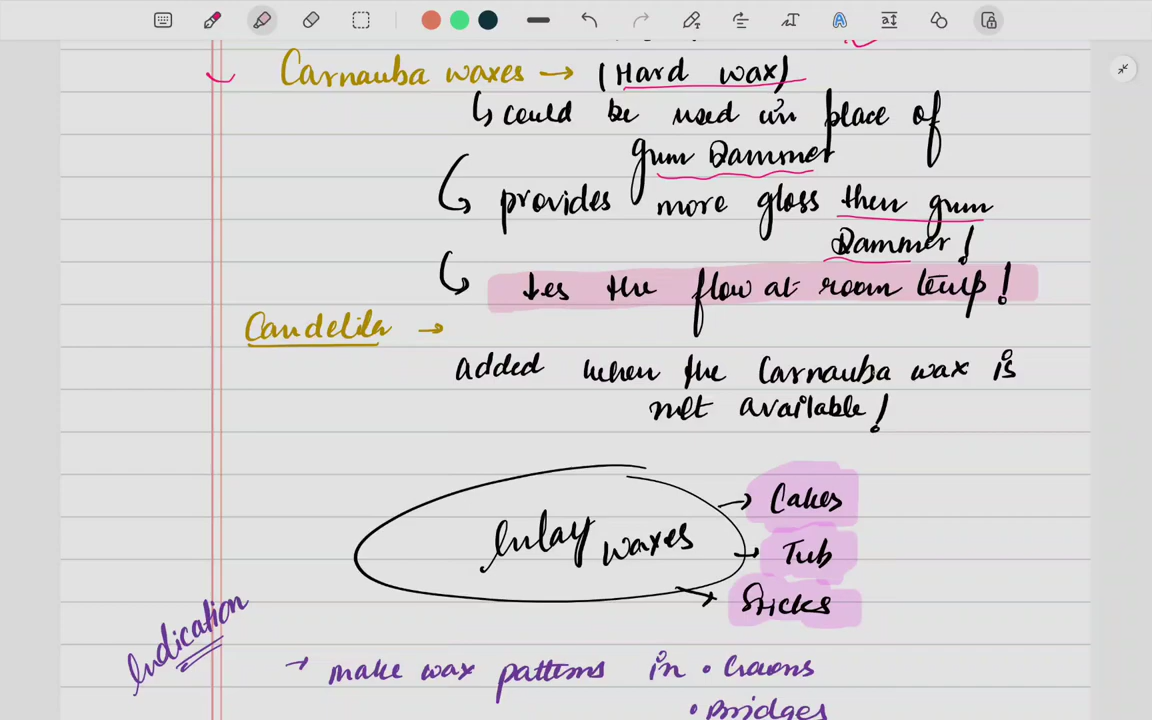 Carnauba waxes → (Hard wax)
↳ could be used in place of
gum Dammer
↳ provides more gloss then gum
Dammer!
↳ ↓es the flow at room temp!
Candelila →
added when the Carnauba wax is
not available!
Inlay waxes → Cakes
→ Tub
→ Sticks
Indication
→ make wax patterns in • Crowns
• Bridges